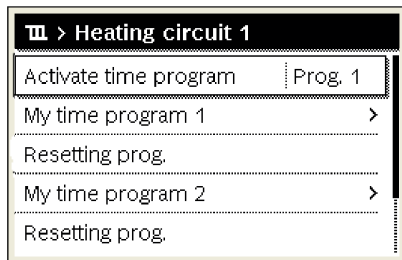 > Heating circuit 1
Activate time program Prog. 1
My time program 1 >
Resetting prog.
My time program 2 >
Resetting prog.